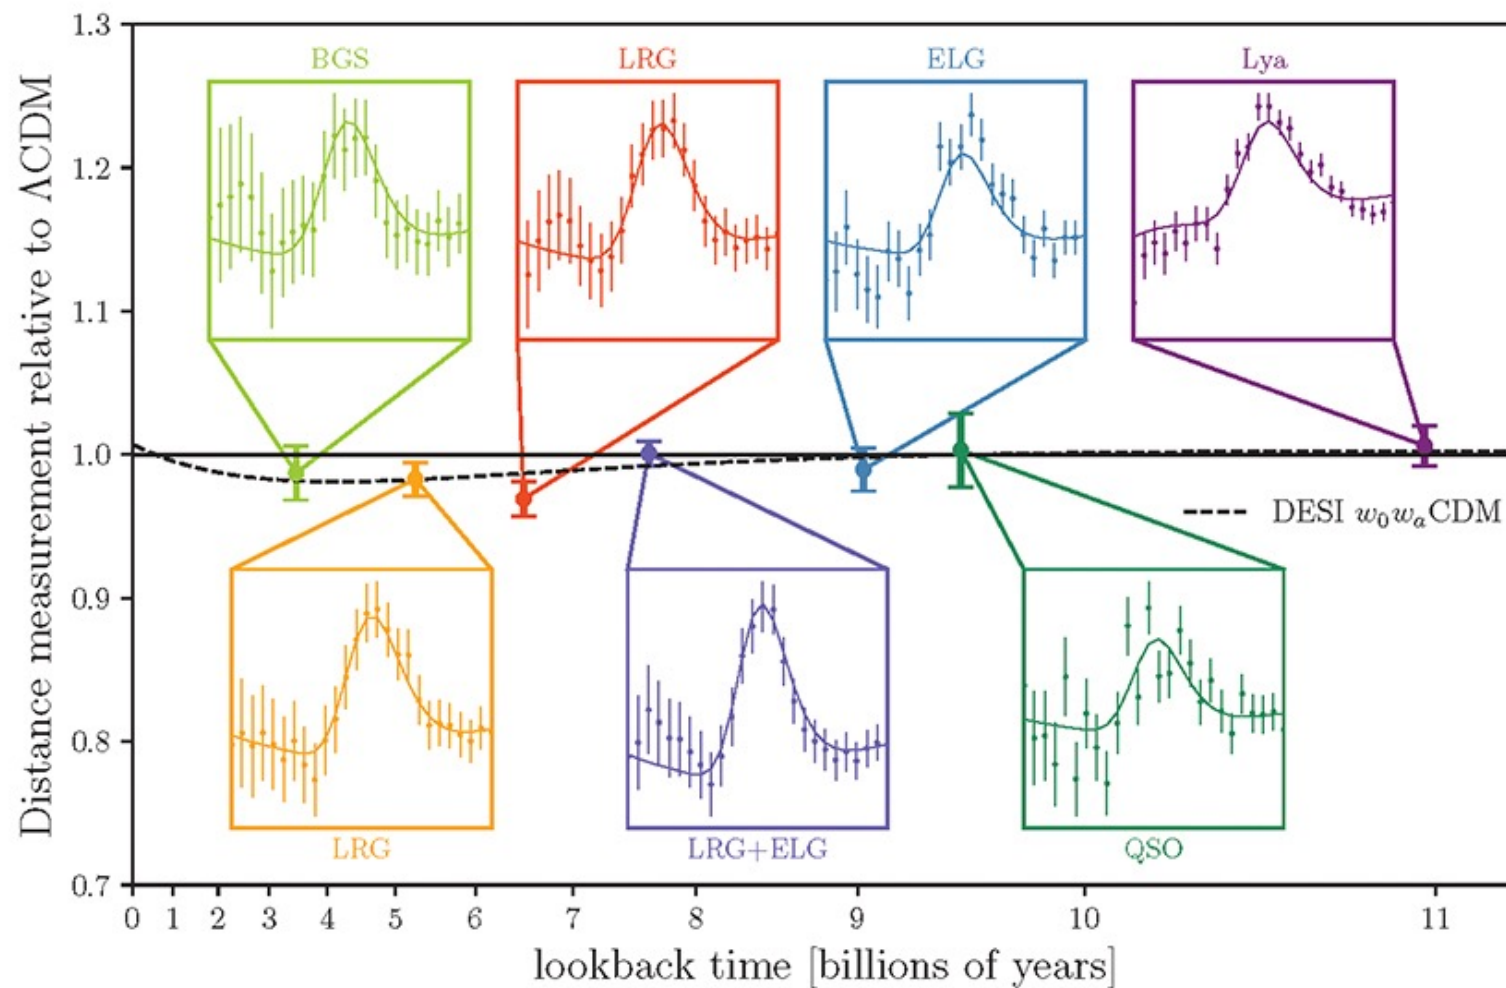 Distance measurement relative to ΛCDM
1.3
1.2
1.1
1.0
0.9
0.8
0.7
BGS
LRG
ELG
Lya
DESI w₀wₐCDM
LRG
LRG+ELG
QSO
0 1 2 3 4 5 6 7 8 9 10 11
lookback time [billions of years]